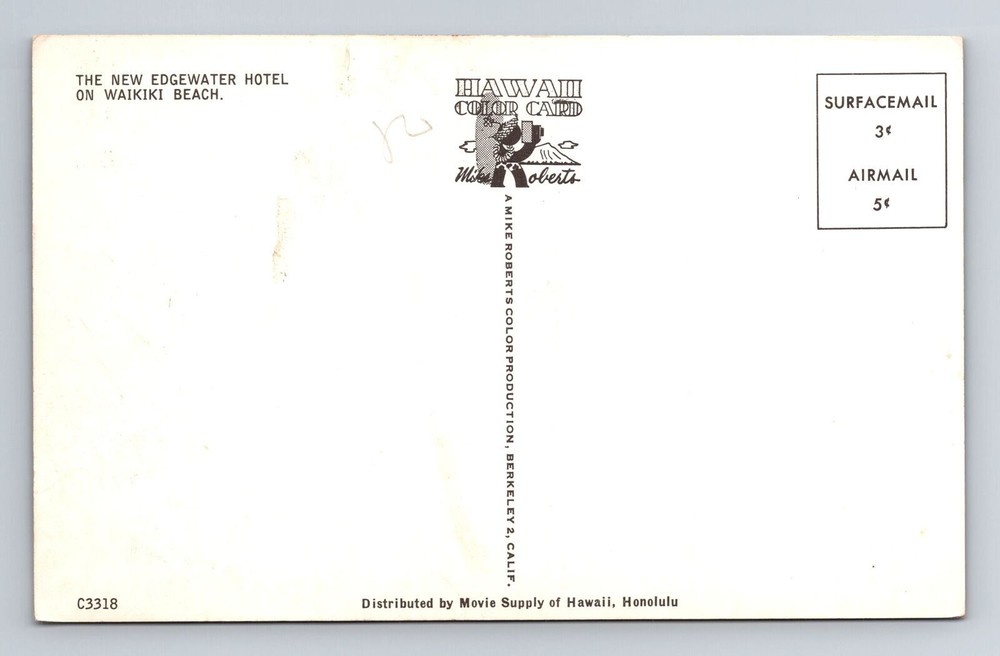 THE NEW EDGEWATER HOTEL
ON WAIKIKI BEACH.
HAWAII
COLOR CARD
Mike Roberts
SURFACEMAIL
3¢
AIRMAIL
5¢
A MIKE ROBERTS COLOR PRODUCTION, BERKELEY 2, CALIF.
C3318
Distributed by Movie Supply of Hawaii, Honolulu